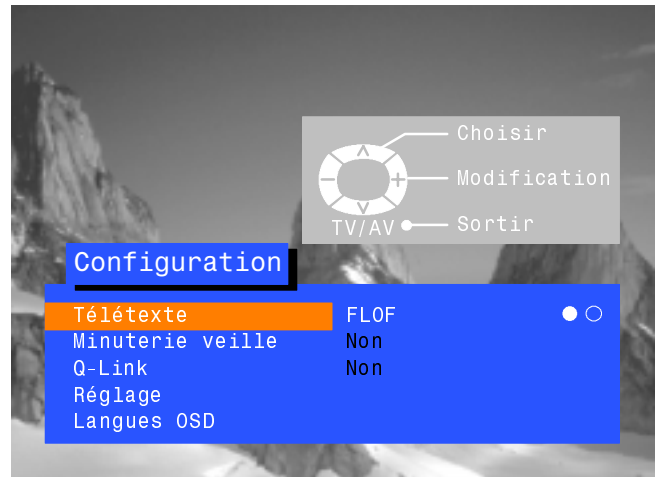 Choisir
Modification
TV/AV Sortir
Configuration
Télétexte FLOF
Minuterie veille Non
Q-Link Non
Réglage
Langues OSD